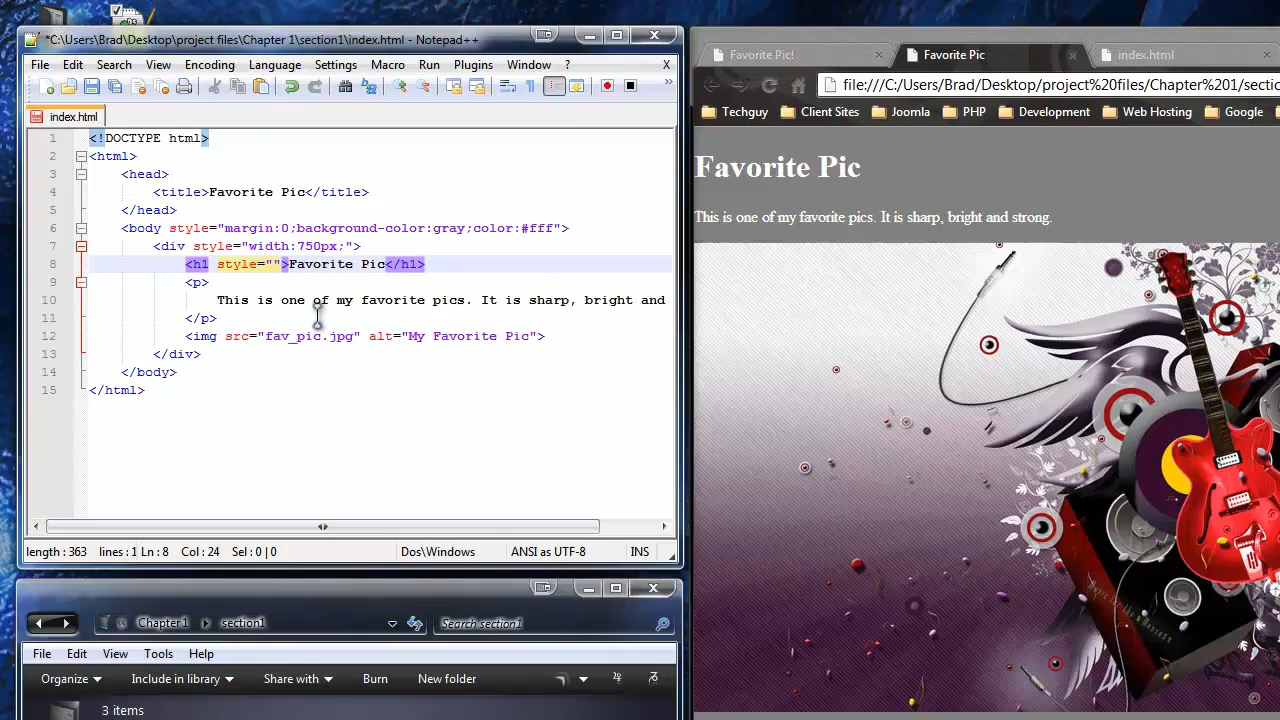 *C:\Users\Brad\Desktop\project files\Chapter 1\section1\index.html - Notepad++
File Edit Search View Encoding Language Settings Macro Run Plugins Window ? X
index.html
1 <!DOCTYPE html>
2 <html>
3 <head>
4 <title>Favorite Pic</title>
5 </head>
6 <body style="margin:0;background-color:gray;color:#fff">
7 <div style="width:750px;">
8 <h1 style="">Favorite Pic</h1>
9 <p>
10 This is one of my favorite pics. It is sharp, bright and
11 </p>
12 <img src="fav_pic.jpg" alt="My Favorite Pic">
13 </div>
14 </body>
15 </html>
length : 363 lines : 1 Ln : 8 Col : 24 Sel : 0 | 0 Dos\Windows ANSI as UTF-8 INS
Chapter 1 section1 Search section1
File Edit View Tools Help
Organize Include in library Share with Burn New folder
3 items
Favorite Pic! Favorite Pic index.html
file:///C:/Users/Brad/Desktop/project%20files/Chapter%201/sectio
Techguy Client Sites Joomla PHP Development Web Hosting Google
Favorite Pic
This is one of my favorite pics. It is sharp, bright and strong.